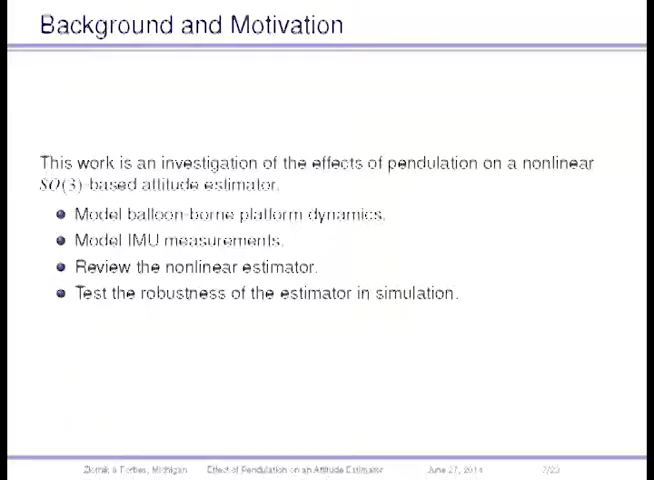 Background and Motivation
This work is an investigation of the effects of pendulation on a nonlinear
SO(3)-based attitude estimator.
Model balloon-borne platform dynamics.
Model IMU measurements.
Review the nonlinear estimator.
Test the robustness of the estimator in simulation.
& Forbes, Michigan Effect of Pendulation on an Attitude Estimator June 27, 2014 7/23